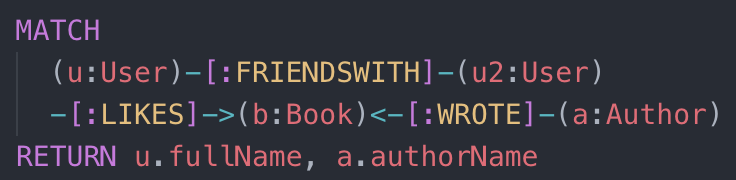 MATCH
(u:User)-[:FRIENDSWITH]-(u2:User)
-[:LIKES]->(b:Book)<-[:WROTE]-(a:Author)
RETURN u.fullName, a.authorName